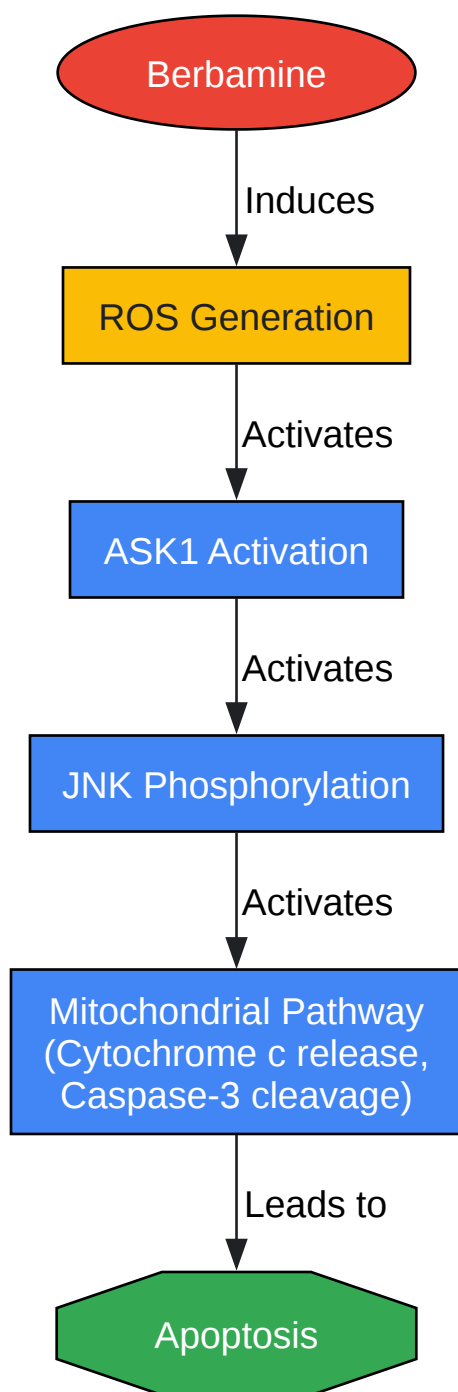 Berbamine
Induces
ROS Generation
Activates
ASK1 Activation
Activates
JNK Phosphorylation
Activates
Mitochondrial Pathway
(Cytochrome c release,
Caspase-3 cleavage)
Leads to
Apoptosis